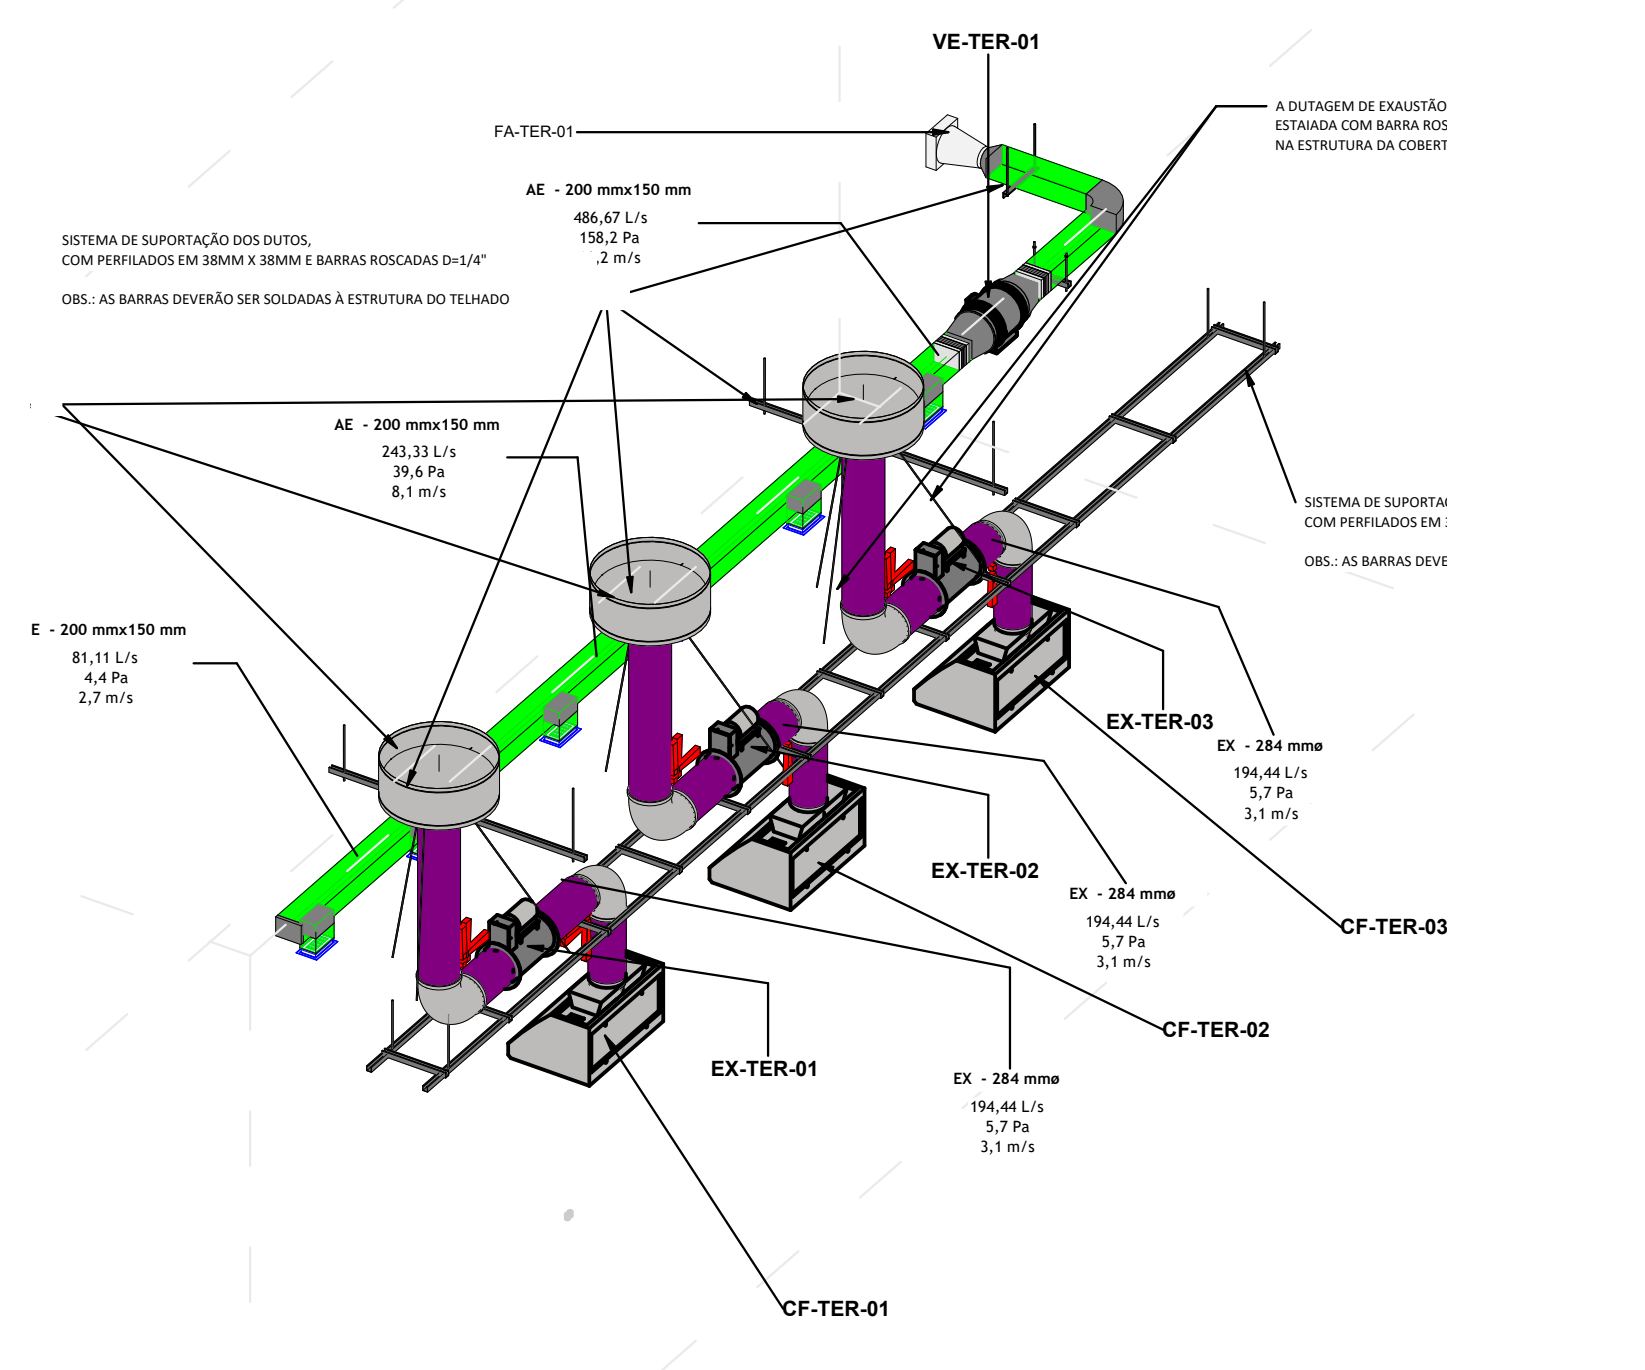 VE-TER-01
A DUTAGEM DE EXAUSTÃO
ESTAIADA COM BARRA ROS
NA ESTRUTURA DA COBERT
FA-TER-01
AE - 200 mmx150 mm
486,67 L/s
158,2 Pa
,2 m/s
SISTEMA DE SUPORTAÇÃO DOS DUTOS,
COM PERFILADOS EM 38MM X 38MM E BARRAS ROSCADAS D=1/4"
OBS.: AS BARRAS DEVERÃO SER SOLDADAS À ESTRUTURA DO TELHADO
AE - 200 mmx150 mm
243,33 L/s
39,6 Pa
8,1 m/s
SISTEMA DE SUPORTAÇ
COM PERFILADOS EM
OBS.: AS BARRAS DEVE
E - 200 mmx150 mm
81,11 L/s
4,4 Pa
2,7 m/s
EX-TER-03
EX - 284 mmø
194,44 L/s
5,7 Pa
3,1 m/s
EX-TER-02
EX - 284 mmø
194,44 L/s
5,7 Pa
3,1 m/s
CF-TER-03
CF-TER-02
EX-TER-01
EX - 284 mmø
194,44 L/s
5,7 Pa
3,1 m/s
CF-TER-01